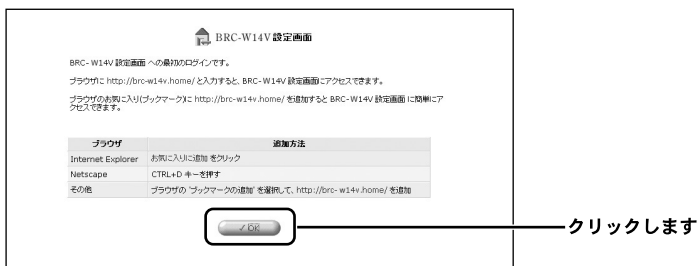 BRC-W14V 設定画面
BRC- W14V 設定画面 への最初のログインです。
ブラウザに http://brc-w14v.home/ と入力すると、BRC- W14V 設定画面にアクセスできます。
ブラウザのお気に入り(ブックマーク)に http://brc-w14v.home/ を追加すると BRC- W14V 設定画面 に簡単にア
クセスできます。
ブラウザ 追加方法
Internet Explorer お気に入りに追加 をクリック
Netscape CTRL+D キーを押す
その他 ブラウザの 'ブックマークの追加' を選択して、http://brc- w14v.home/ を追加
✓ OK
クリックします